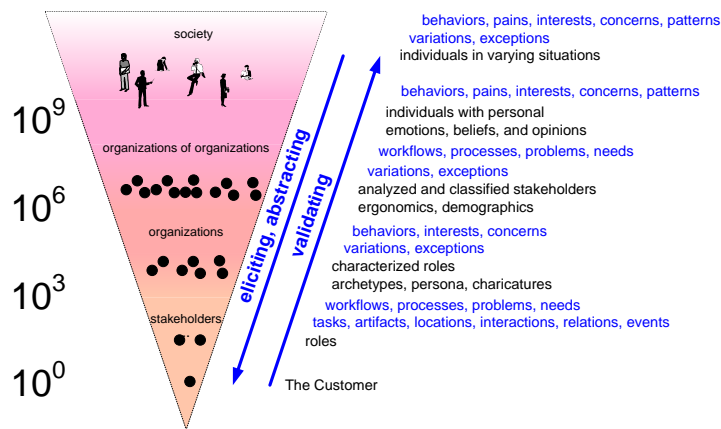 society
10⁹
organizations of organizations
10⁶
organizations
10³
stakeholders
...
10⁰
eliciting, abstracting
validating
behaviors, pains, interests, concerns, patterns
variations, exceptions
individuals in varying situations
behaviors, pains, interests, concerns, patterns
individuals with personal
emotions, beliefs, and opinions
workflows, processes, problems, needs
variations, exceptions
analyzed and classified stakeholders
ergonomics, demographics
behaviors, interests, concerns
variations, exceptions
characterized roles
archetypes, persona, charicatures
workflows, processes, problems, needs
tasks, artifacts, locations, interactions, relations, events
roles
The Customer